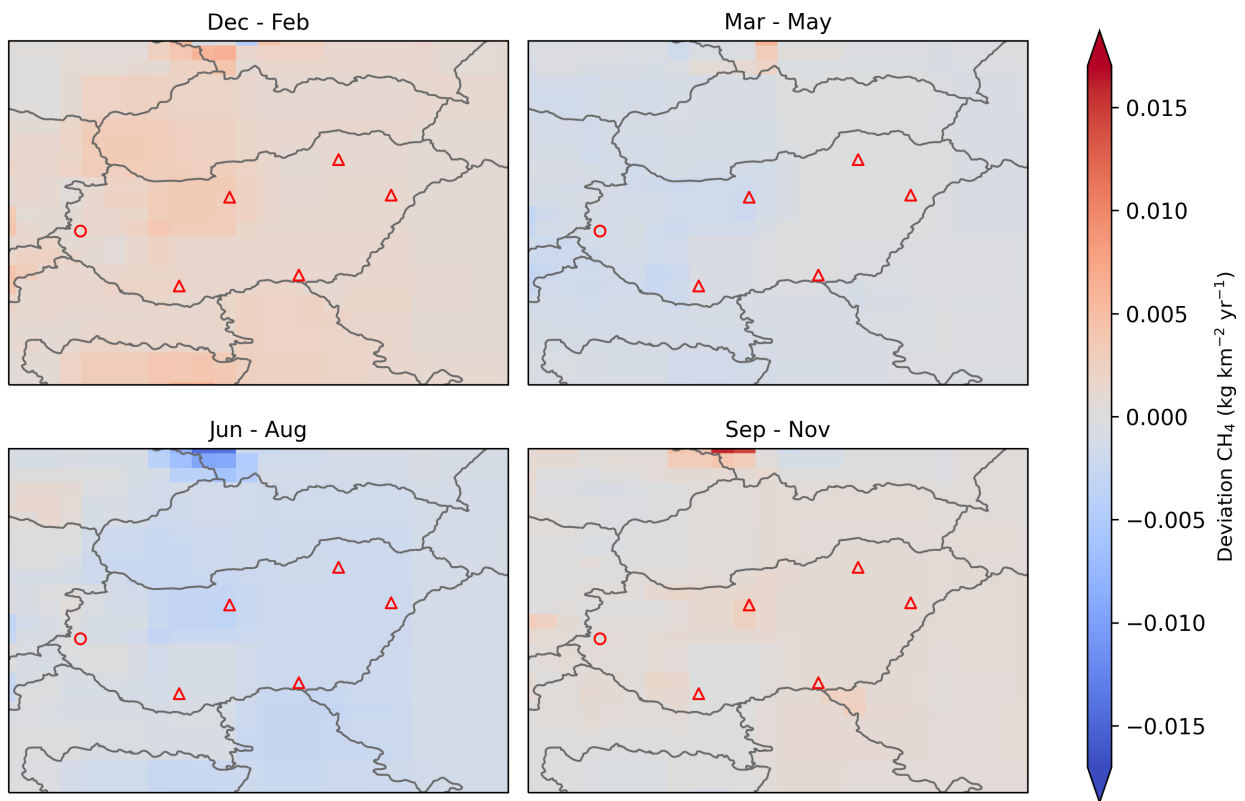 Dec - Feb
Mar - May
Jun - Aug
Sep - Nov
0.015
0.010
0.005
0.000
−0.005
−0.010
−0.015
Deviation CH₄ (kg km⁻² yr⁻¹)